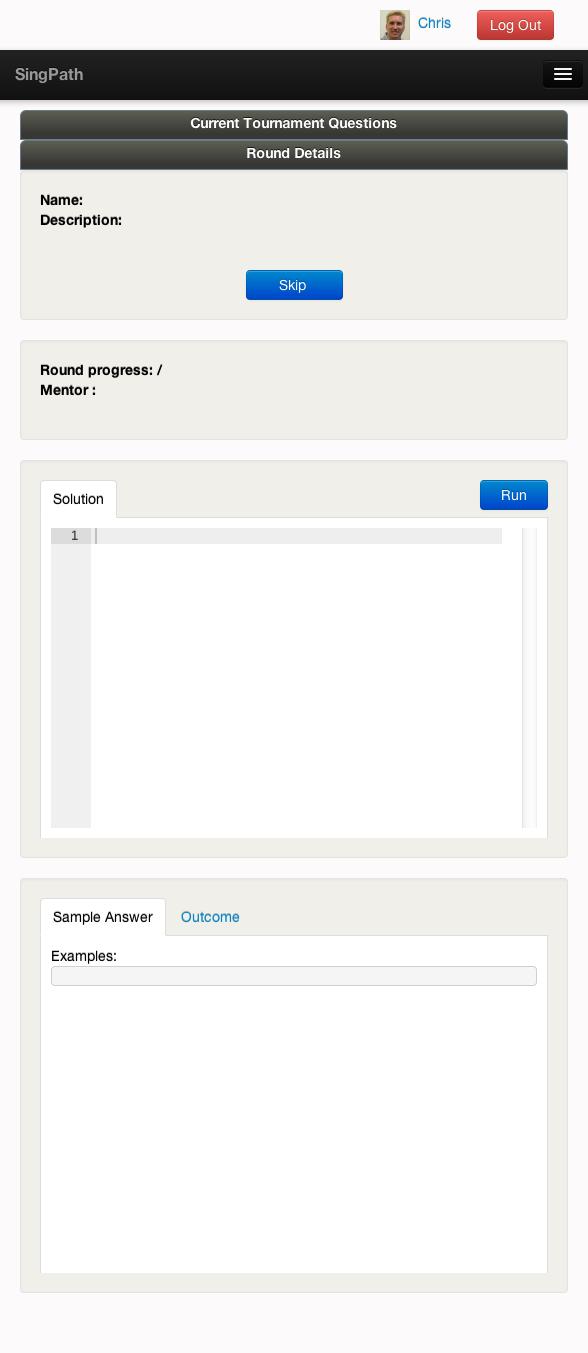 Chris
Log Out
SingPath
Current Tournament Questions
Round Details
Name:
Description:
Skip
Round progress: /
Mentor :
Solution
Run
1
Sample Answer
Outcome
Examples: